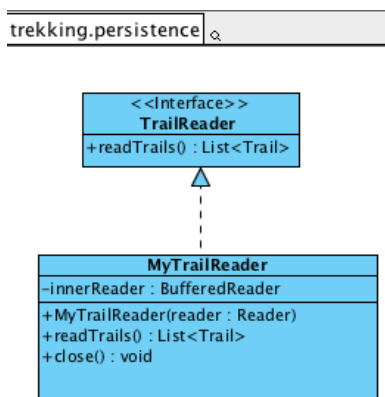 trekking.persistence
<<Interface>>
TrailReader
+readTrails() : List<Trail>
MyTrailReader
-innerReader : BufferedReader
+MyTrailReader(reader : Reader)
+readTrails() : List<Trail>
+close() : void